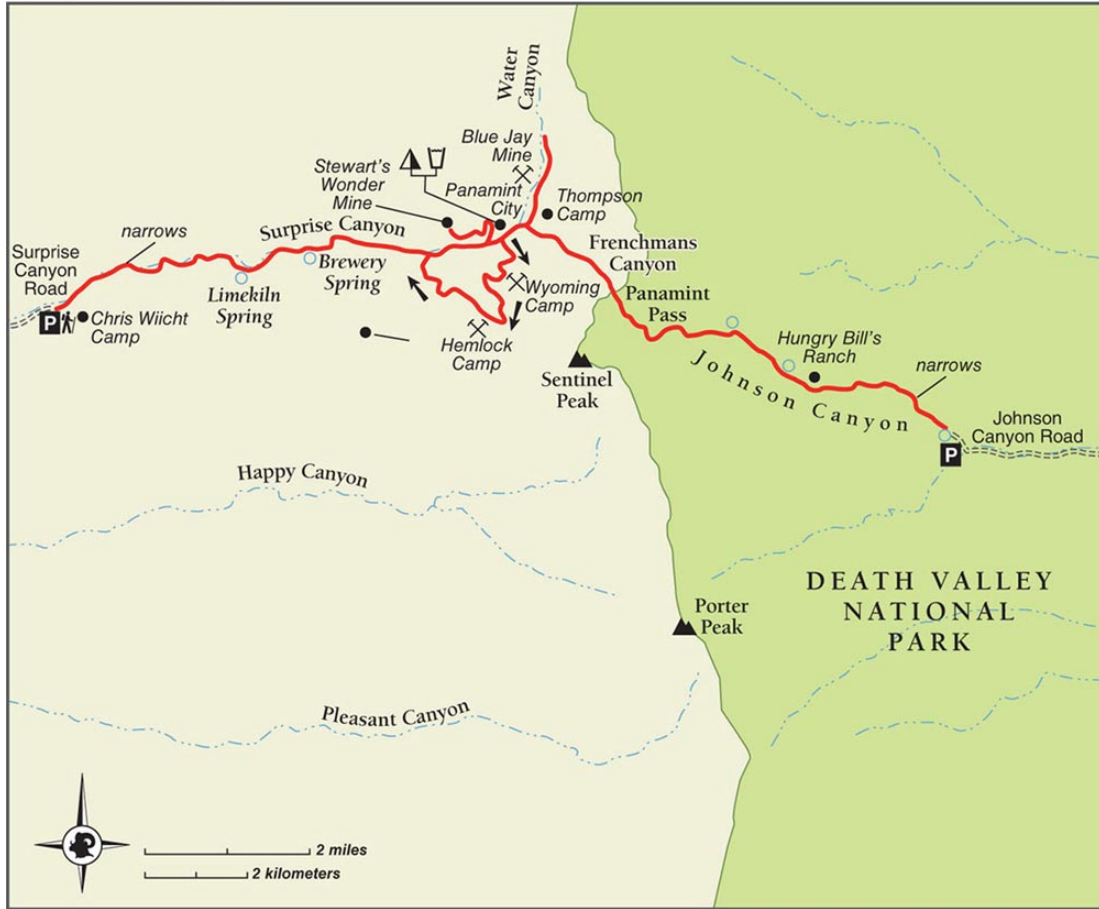 Water
Canyon
Blue Jay
Mine
Stewart's
Wonder
Mine
Panamint
City
Thompson
Camp
narrows
Surprise Canyon
Frenchmans
Canyon
Surprise
Canyon
Road
Brewery
Spring
Wyoming
Camp
Panamint
Pass
Limekiln
Spring
P
Chris Wiicht
Camp
Hemlock
Camp
Hungry Bill's
Ranch
Sentinel
Peak
Johnson Canyon
narrows
Johnson
Canyon Road
P
Happy Canyon
DEATH VALLEY
NATIONAL
PARK
Porter
Peak
Pleasant Canyon
2 miles
2 kilometers